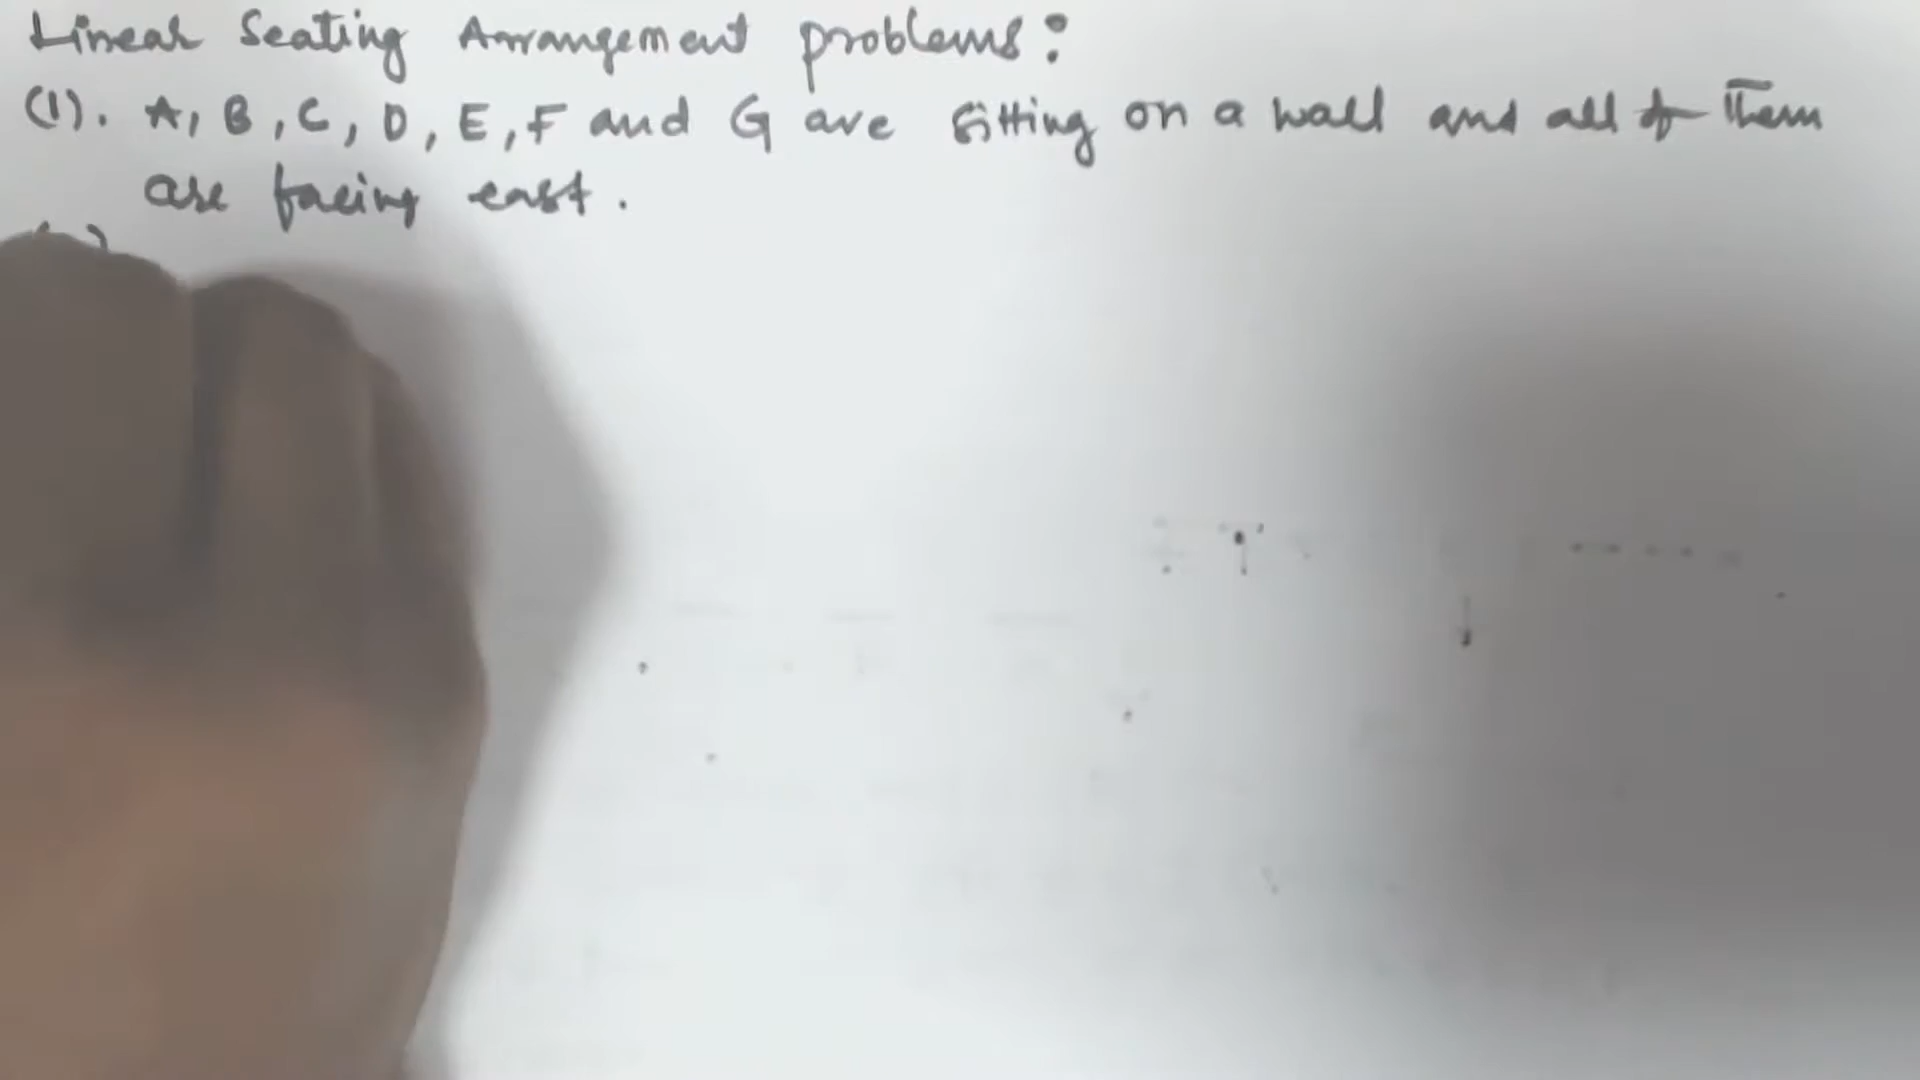 Linear Seating Arrangement problems:
(1). A, B, C, D, E, F and G are sitting on a wall and all of them
are facing east.